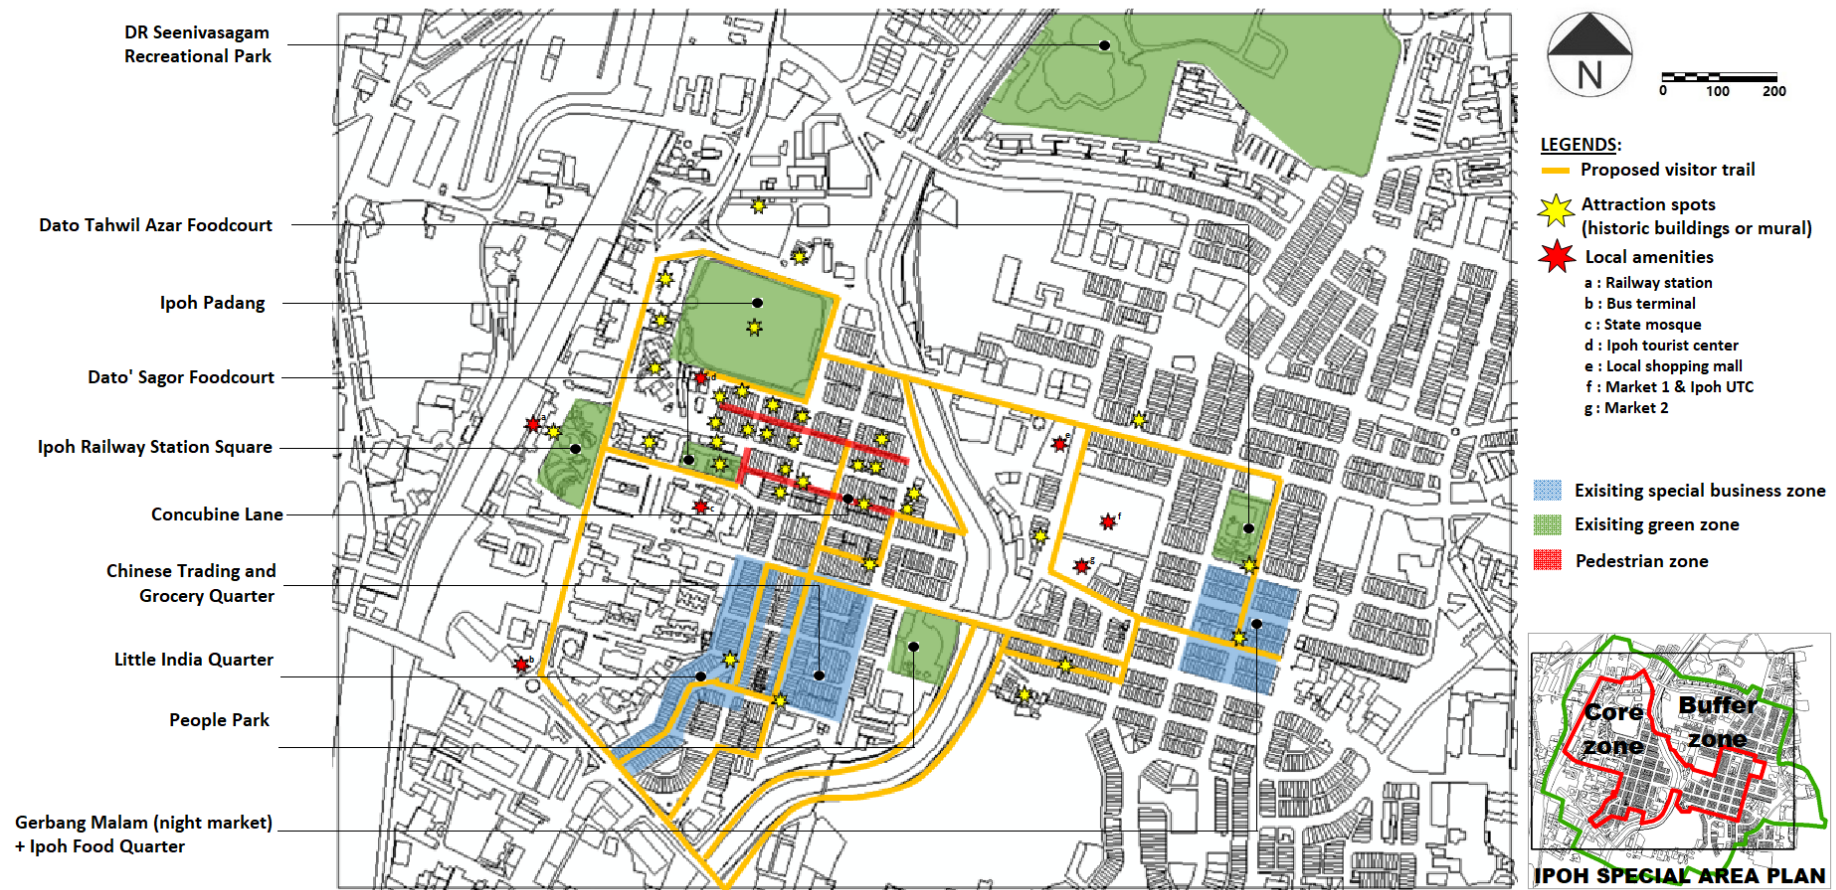 DR Seenivasagam
Recreational Park
Dato Tahwil Azar Foodcourt
Ipoh Padang
Dato' Sagor Foodcourt
Ipoh Railway Station Square
Concubine Lane
Chinese Trading and
Grocery Quarter
Little India Quarter
People Park
Gerbang Malam (night market)
+ Ipoh Food Quarter
a
d
c
e
f
N
0 100 200
LEGENDS:
Proposed visitor trail
Attraction spots
(historic buildings or mural)
Local amenities
a : Railway station
b : Bus terminal
c : State mosque
d : Ipoh tourist center
e : Local shopping mall
f : Market 1 & Ipoh UTC
g : Market 2
Exisiting special business zone
Exisiting green zone
Pedestrian zone
Core
zone
Buffer
zone
IPOH SPECIAL AREA PLAN